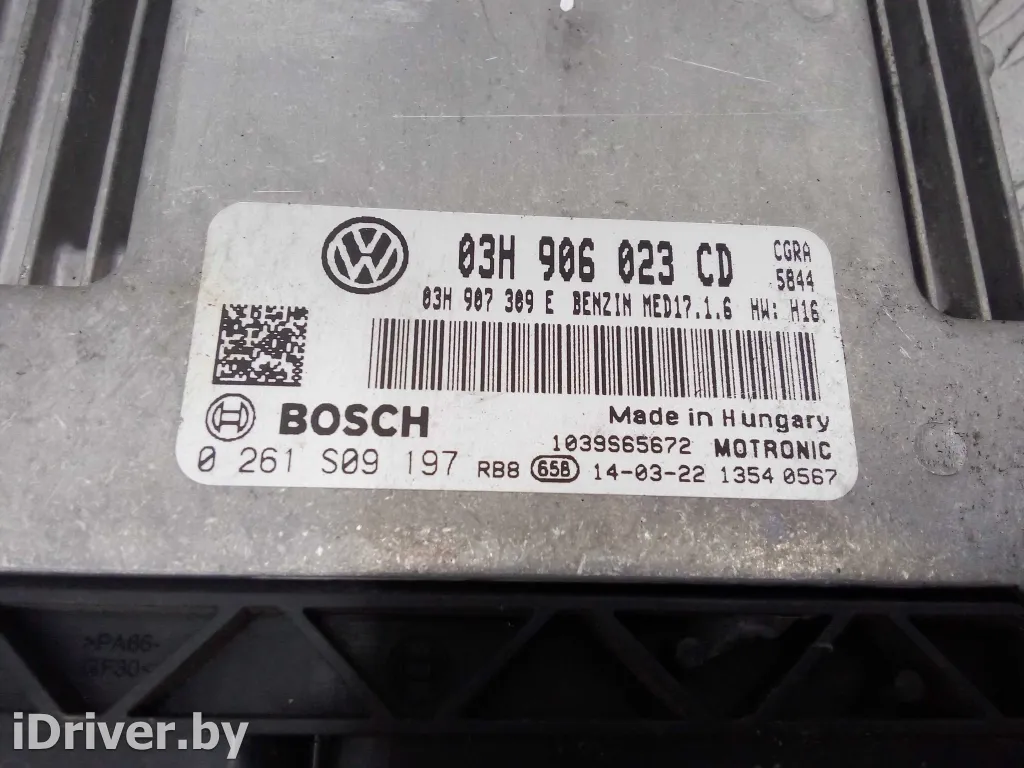 03H 906 023 CD CGRA
5844
03H 907 309 E BENZIN MED17.1.6 HW: H16
BOSCH Made in Hungary
1039S65672 MOTRONIC
0 261 S09 197 RB8 65B 14-03-22 1354 0567
>PA66-
GF30<
iDriver.by